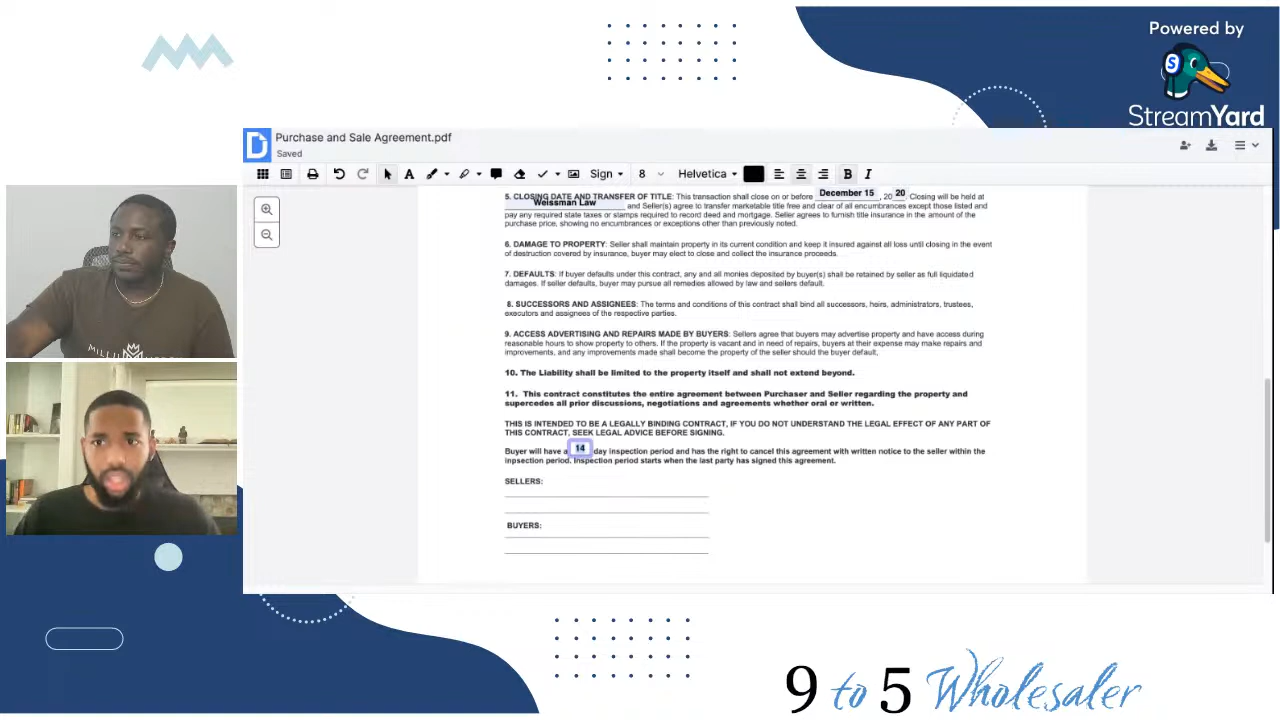 Powered by
StreamYard
Purchase and Sale Agreement.pdf
Saved
Sign
8
Helvetica
B
I
5. CLOSING DATE AND TRANSFER OF TITLE: This transaction shall close on or before December 15, 20 20 Closing will be held at
Weissman Law and Seller(s) agree to transfer marketable title free and clear of all encumbrances except those listed and
pay any required state taxes or stamps required to record deed and mortgage. Seller agrees to furnish title insurance in the amount of the
purchase price, showing no encumbrances or exceptions other than previously noted.
6. DAMAGE TO PROPERTY: Seller shall maintain property in its current condition and keep it insured against all loss until closing in the event
of destruction covered by insurance, buyer may elect to close and collect the insurance proceeds.
7. DEFAULTS: If buyer defaults under this contract, any and all monies deposited by buyer(s) shall be retained by seller as full liquidated
damages. If seller defaults, buyer may pursue all remedies allowed by law and sellers default.
8. SUCCESSORS AND ASSIGNEES: The terms and conditions of this contract shall bind all successors, heirs, administrators, trustees,
executors and assignees of the respective parties.
9. ACCESS ADVERTISING AND REPAIRS MADE BY BUYERS: Sellers agree that buyers may advertise property and have access during
reasonable hours to show property to others. If the property is vacant and in need of repairs, buyers at their expense may make repairs and
improvements, and any improvements made shall become the property of the seller should the buyer default,
10. The Liability shall be limited to the property itself and shall not extend beyond.
11. This contract constitutes the entire agreement between Purchaser and Seller regarding the property and
supercedes all prior discussions, negotiations and agreements whether oral or written.
THIS IS INTENDED TO BE A LEGALLY BINDING CONTRACT, IF YOU DO NOT UNDERSTAND THE LEGAL EFFECT OF ANY PART OF
THIS CONTRACT, SEEK LEGAL ADVICE BEFORE SIGNING.
Buyer will have a 14 day inspection period and has the right to cancel this agreement with written notice to the seller within the
inpsection period. Inspection period starts when the last party has signed this agreement.
SELLERS:
BUYERS:
9 to 5 Wholesaler